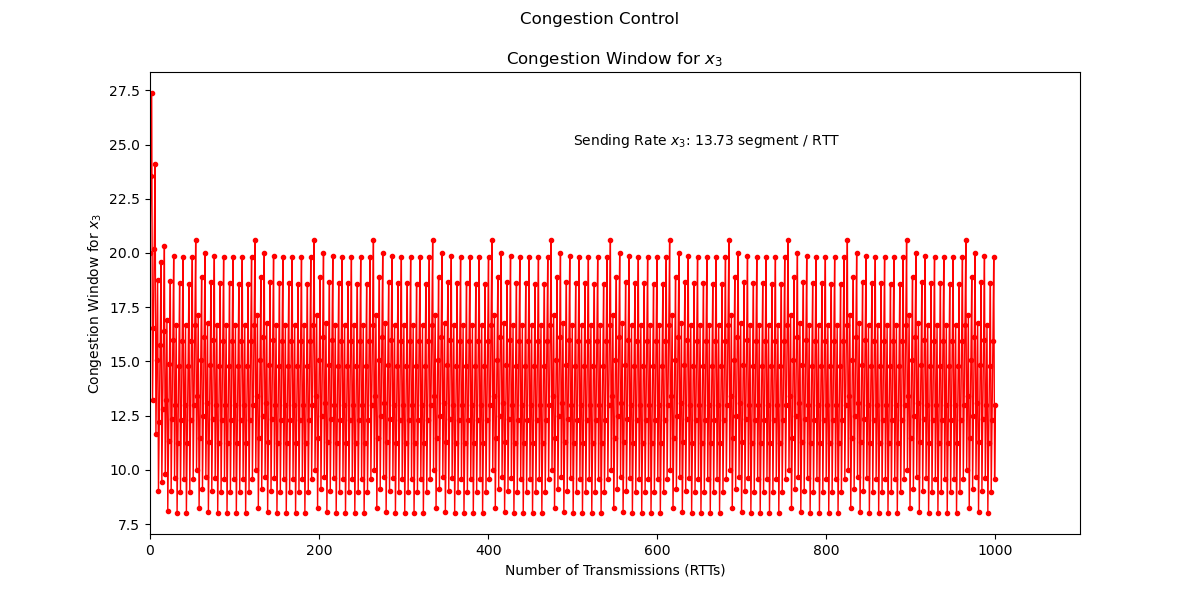 Congestion Control
Congestion Window for x₃
27.5
25.0
22.5
20.0
17.5
15.0
12.5
10.0
7.5
Congestion Window for x₃
Sending Rate x₃: 13.73 segment / RTT
0 200 400 600 800 1000
Number of Transmissions (RTTs)